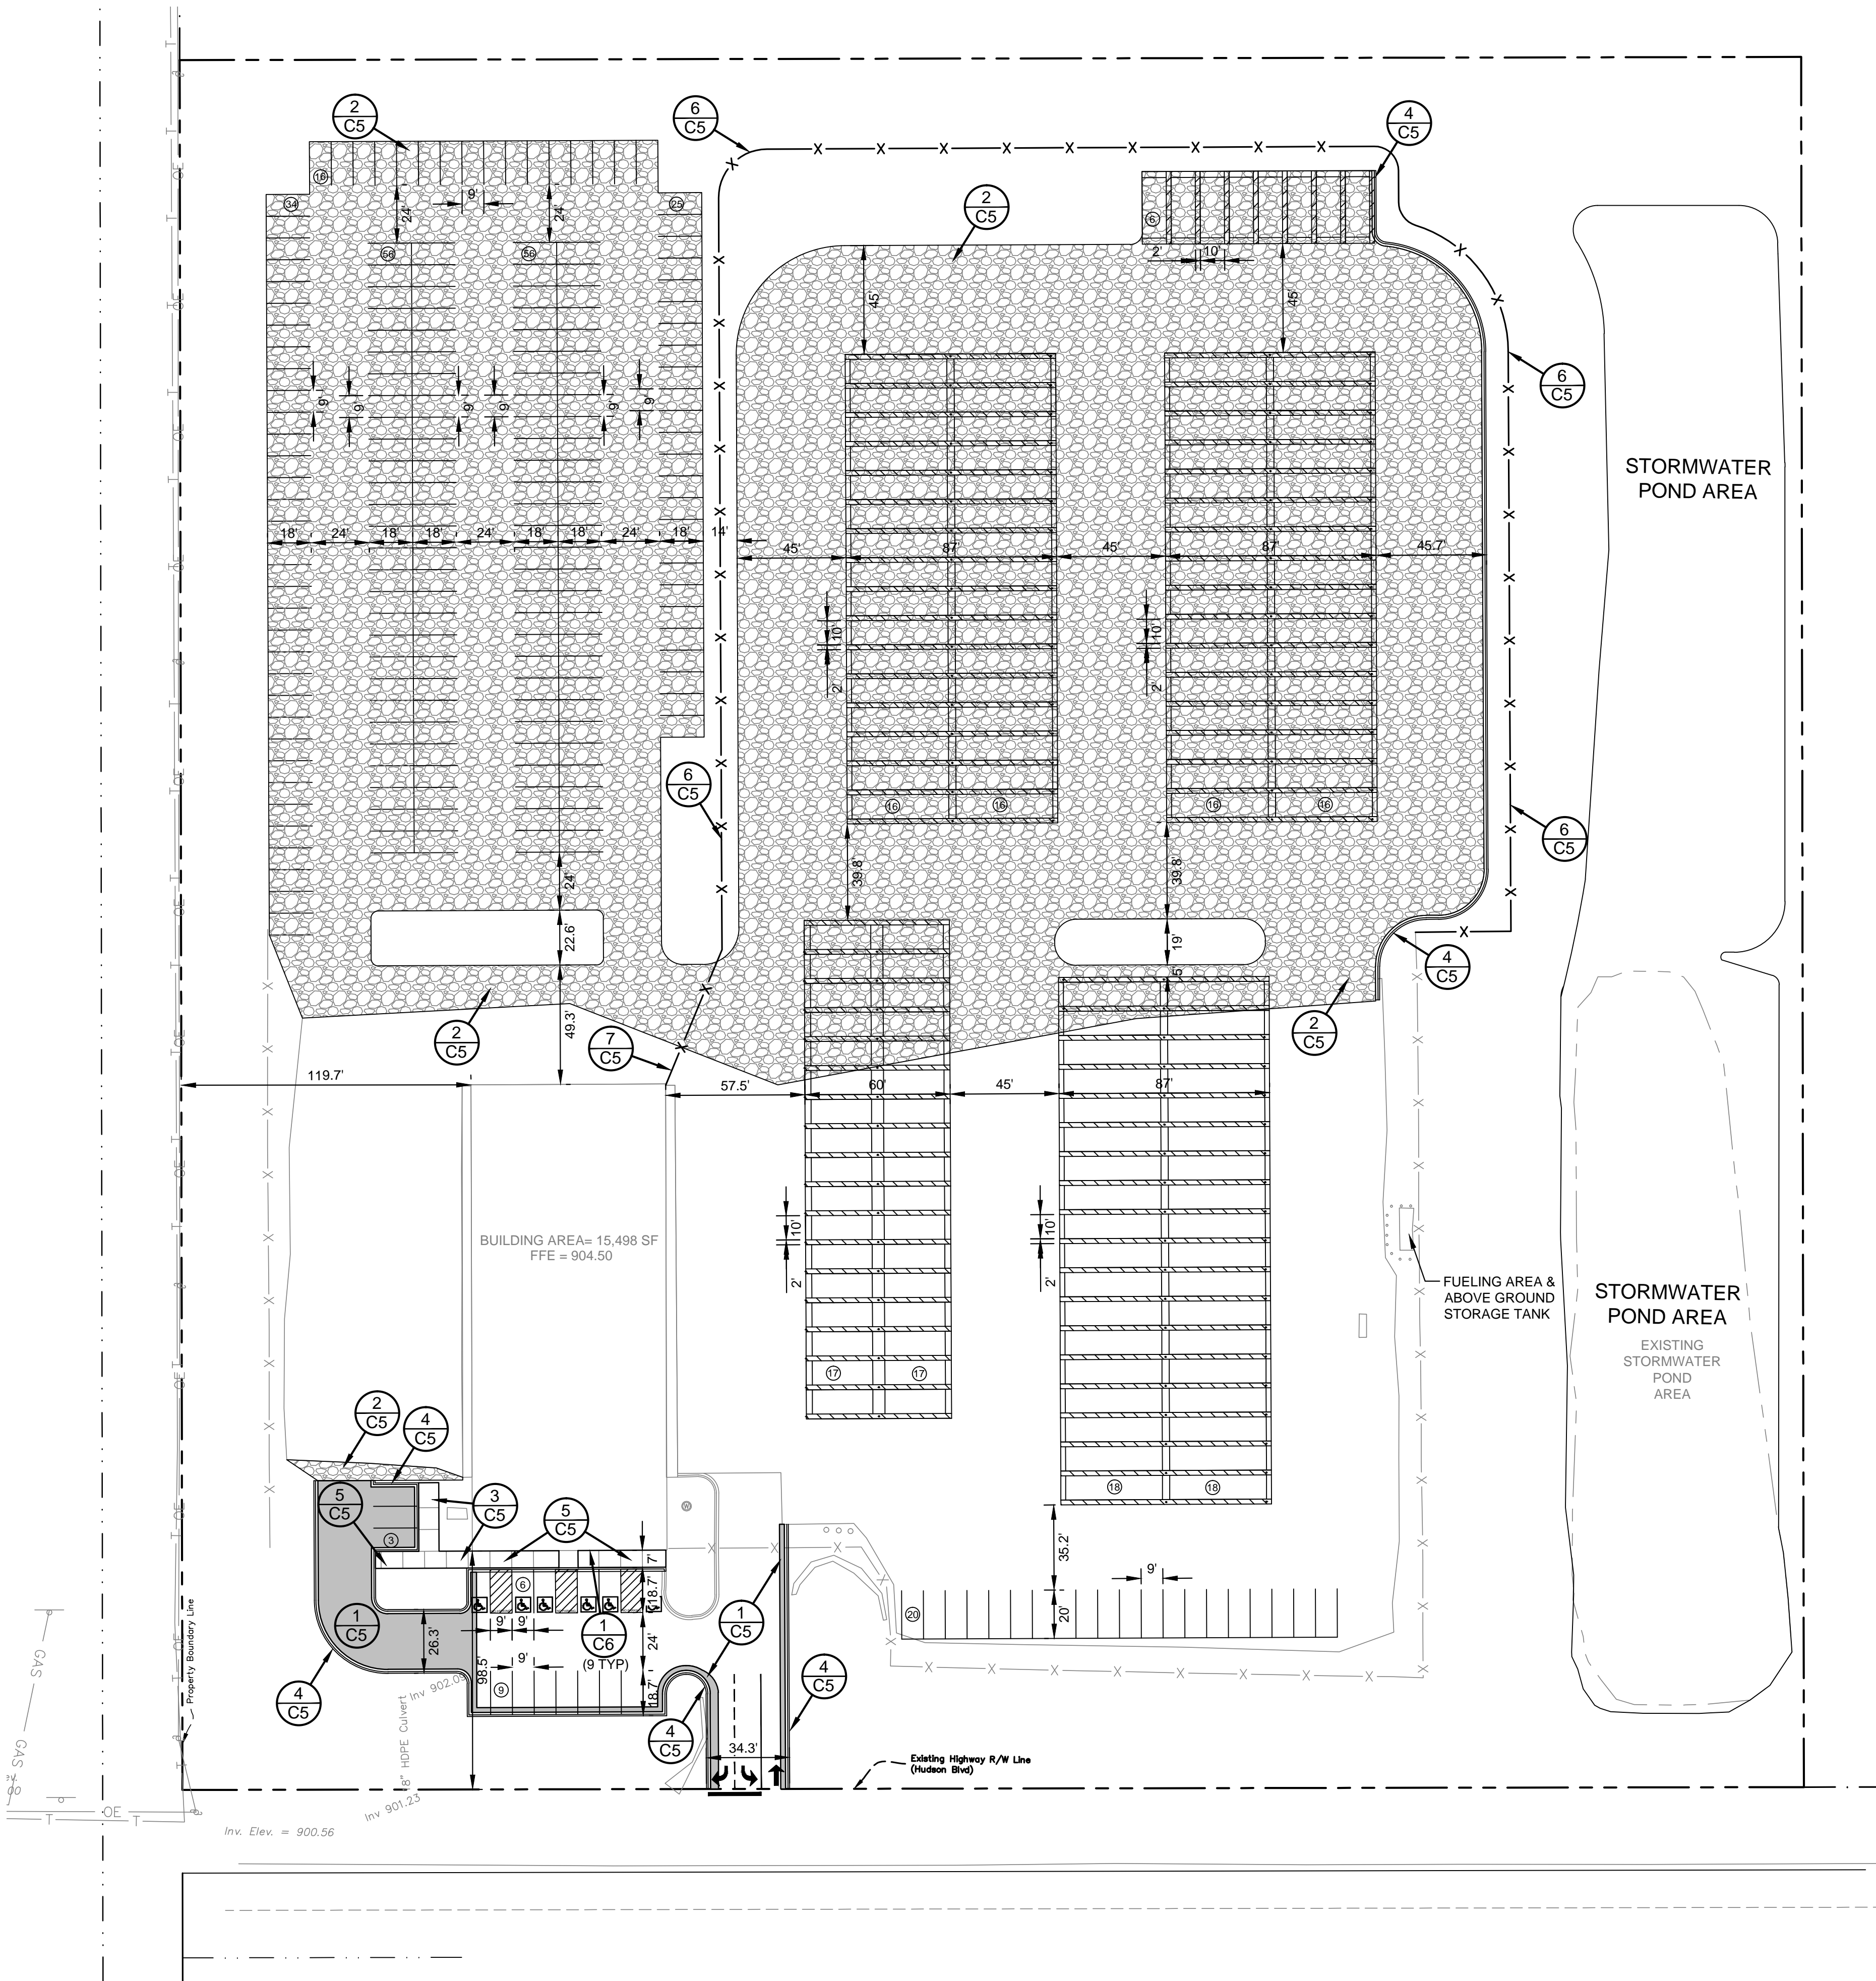 2
C5
6
C5
4
C5
T
OE
16
34
25
9'
24'
24'
56
56
2
C5
6
2'
10'
45'
45'
6
C5
9'
9'
9'
9'
9'
9'
STORMWATER
POND AREA
18'
24'
18'
18'
24'
18'
18'
24'
18'
14'
45'
87'
45'
87'
45.7'
10'
2'
10'
2'
6
C5
16
16
16
16
6
C5
39.8'
39.8'
24'
22.6'
19'
5'
4
C5
2
C5
49.3'
7
C5
2
C5
119.7'
57.5'
60'
45'
87'
BUILDING AREA= 15,498 SF
FFE = 904.50
10'
2'
10'
2'
FUELING AREA &
ABOVE GROUND
STORAGE TANK
STORMWATER
POND AREA
EXISTING
STORMWATER
POND
AREA
17
17
2
C5
4
C5
18
18
5
C5
3
C5
5
C5
W
3
7'
35.2'
9'
6
18.7'
20
20'
1
C5
26.3'
9'
9'
1
C6
(9 TYP)
24'
1
C5
98.5'
9'
9
18.7'
4
C5
4
C5
4
C5
34.3'
Property Boundary Line
GAS
GAS
Inv 902.09
18" HDPE Culvert
Inv 901.23
Existing Highway R/W Line
(Hudson Blvd)
OE
T
T
Inv. Elev. = 900.56